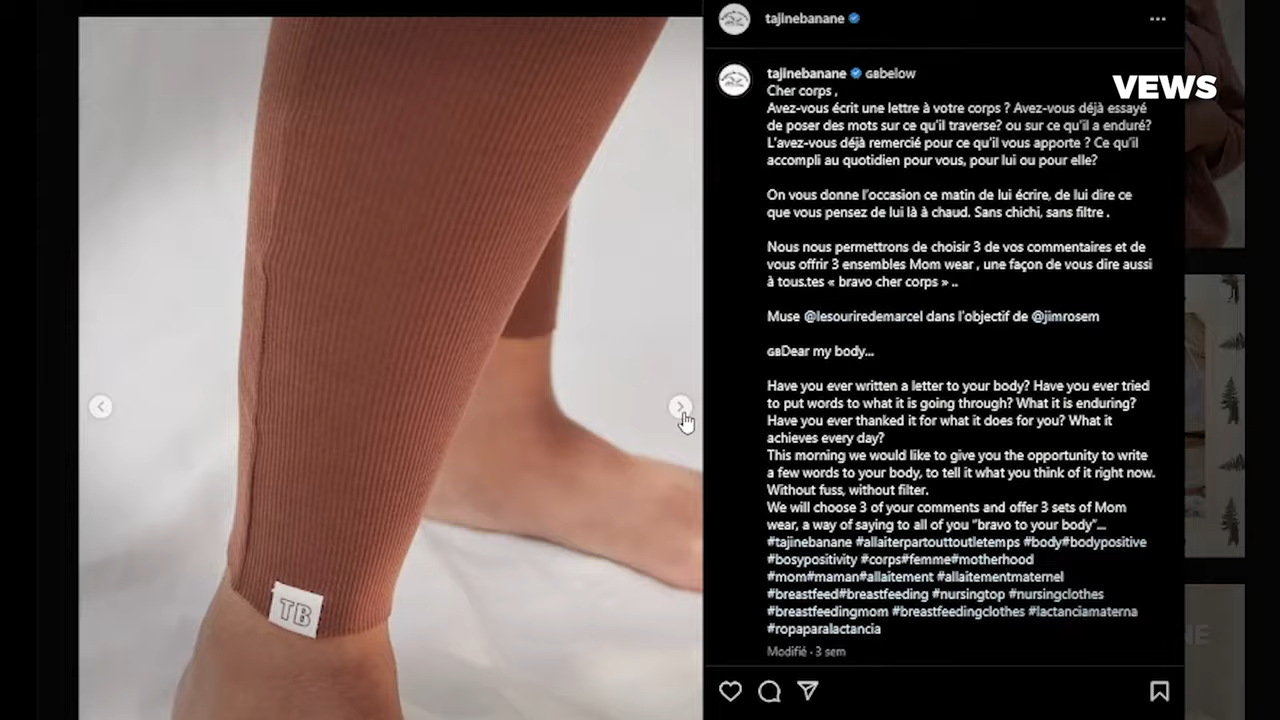 tajinebanane
VEWS
tajinebanane GBbelow
Cher corps ,
Avez-vous écrit une lettre à votre corps ? Avez-vous déjà essayé
de poser des mots sur ce qu'il traverse? ou sur ce qu'il a enduré?
L'avez-vous déjà remercié pour ce qu'il vous apporte ? Ce qu'il
accompli au quotidien pour vous, pour lui ou pour elle?
On vous donne l'occasion ce matin de lui écrire, de lui dire ce
que vous pensez de lui là à chaud. Sans chichi, sans filtre .
Nous nous permettrons de choisir 3 de vos commentaires et de
vous offrir 3 ensembles Mom wear , une façon de vous dire aussi
à tous.tes « bravo cher corps » ..
Muse @lesouriredemarcel dans l'objectif de @jimrosem
GBDear my body...
Have you ever written a letter to your body? Have you ever tried
to put words to what it is going through? What it is enduring?
Have you ever thanked it for what it does for you? What it
achieves every day?
This morning we would like to give you the opportunity to write
a few words to your body, to tell it what you think of it right now.
Without fuss, without filter.
We will choose 3 of your comments and offer 3 sets of Mom
wear, a way of saying to all of you "bravo to your body"...
#tajinebanane #allaiterpartouttoutletemps #body#bodypositive
#bosypositivity #corps#femme#motherhood
#mom#maman#allaitement #allaitementmaternel
#breastfeed#breastfeeding #nursingtop #nursingclothes
#breastfeedingmom #breastfeedingclothes #lactanciamaterna
#ropaparalactancia
Modifié · 3 sem
TB